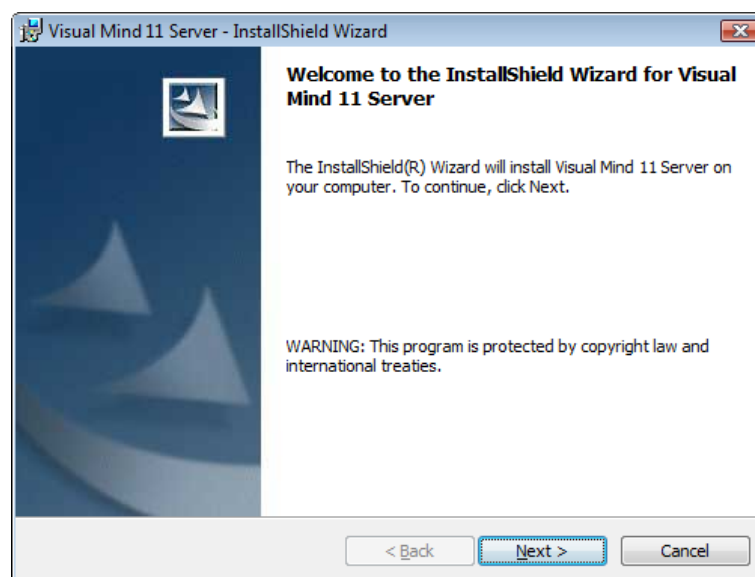 Visual Mind 11 Server - InstallShield Wizard
Welcome to the InstallShield Wizard for Visual
Mind 11 Server
The InstallShield(R) Wizard will install Visual Mind 11 Server on
your computer. To continue, click Next.
WARNING: This program is protected by copyright law and
international treaties.
< Back Next > Cancel